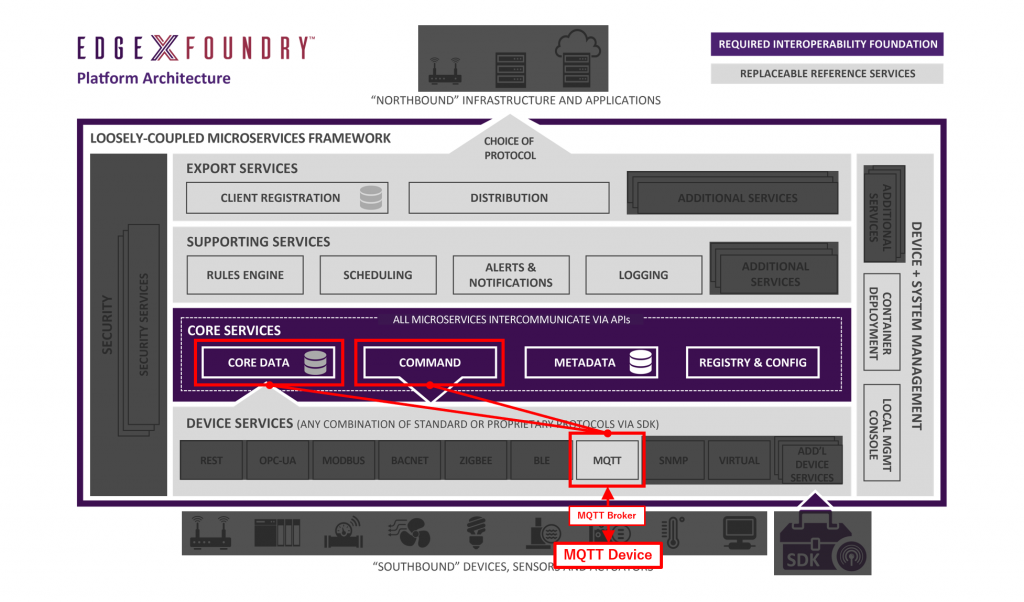 EDGE X FOUNDRY™
Platform Architecture
REQUIRED INTEROPERABILITY FOUNDATION
REPLACEABLE REFERENCE SERVICES
“NORTHBOUND” INFRASTRUCTURE AND APPLICATIONS
LOOSELY-COUPLED MICROSERVICES FRAMEWORK
CHOICE OF
PROTOCOL
SECURITY
SECURITY SERVICES
EXPORT SERVICES
CLIENT REGISTRATION
DISTRIBUTION
ADDITIONAL SERVICES
SUPPORTING SERVICES
RULES ENGINE
SCHEDULING
ALERTS &
NOTIFICATIONS
LOGGING
ADDITIONAL
SERVICES
ALL MICROSERVICES INTERCOMMUNICATE VIA APIs
CORE SERVICES
CORE DATA
COMMAND
METADATA
REGISTRY & CONFIG
DEVICE SERVICES (ANY COMBINATION OF STANDARD OR PROPRIETARY PROTOCOLS VIA SDK)
REST
OPC-UA
MODBUS
BACNET
ZIGBEE
BLE
MQTT
SNMP
VIRTUAL
ADD'L
DEVICE
SERVICES
ADDITIONAL
SERVICES
CONTAINER
DEPLOYMENT
LOCAL MGMT
CONSOLE
DEVICE + SYSTEM MANAGEMENT
MQTT Broker
MQTT Device
SDK
“SOUTHBOUND” DEVICES, SENSORS AND ACTUATORS